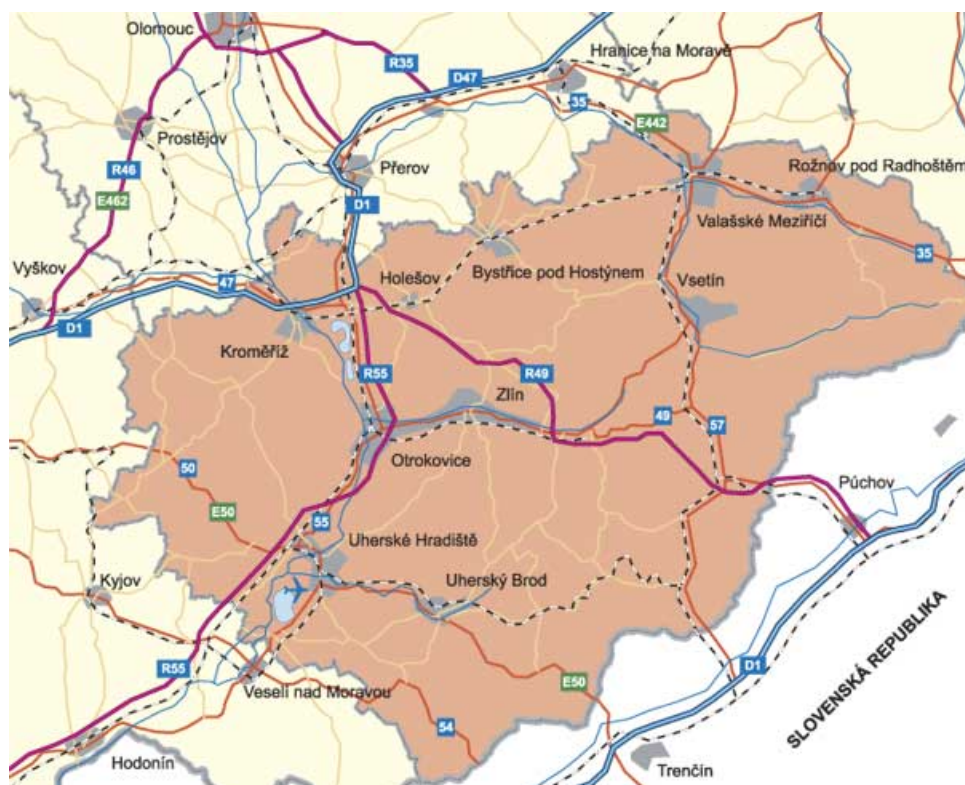 Olomouc
Hranice na Moravě
R35
D47
35
E442
Prostějov
R46
Přerov
Rožnov pod Radhoštěm
E462
D1
Valašské Meziříčí
Vyškov
Bystřice pod Hostýnem
35
47
Holešov
Vsetín
D1
Kroměříž
R55
R49
Zlín
49
57
Otrokovice
50
Púchov
E50
55
Uherské Hradiště
Kyjov
Uherský Brod
R55
D1
E50
Veselí nad Moravou
54
SLOVENSKÁ REPUBLIKA
Hodonín
Trenčín